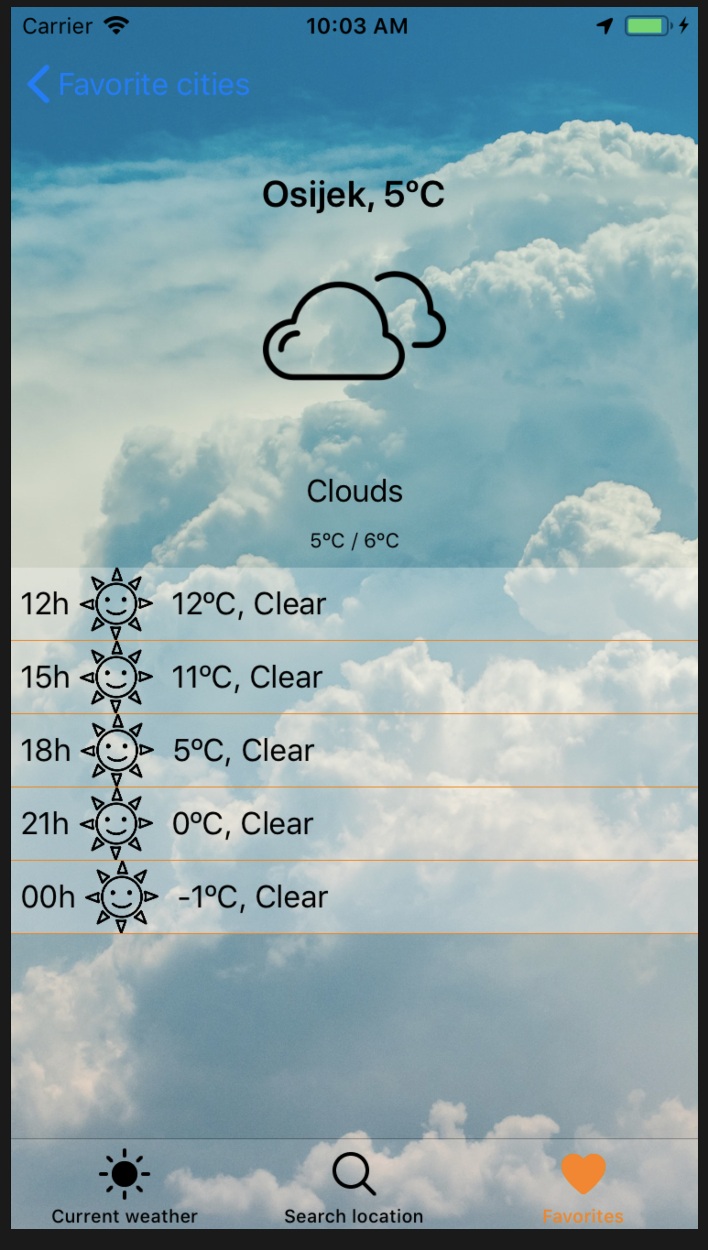 Carrier 10:03 AM
Favorite cities
Osijek, 5ºC
Clouds
5ºC / 6ºC
12h 12ºC, Clear
15h 11ºC, Clear
18h 5ºC, Clear
21h 0ºC, Clear
00h -1ºC, Clear
Current weather Search location Favorites